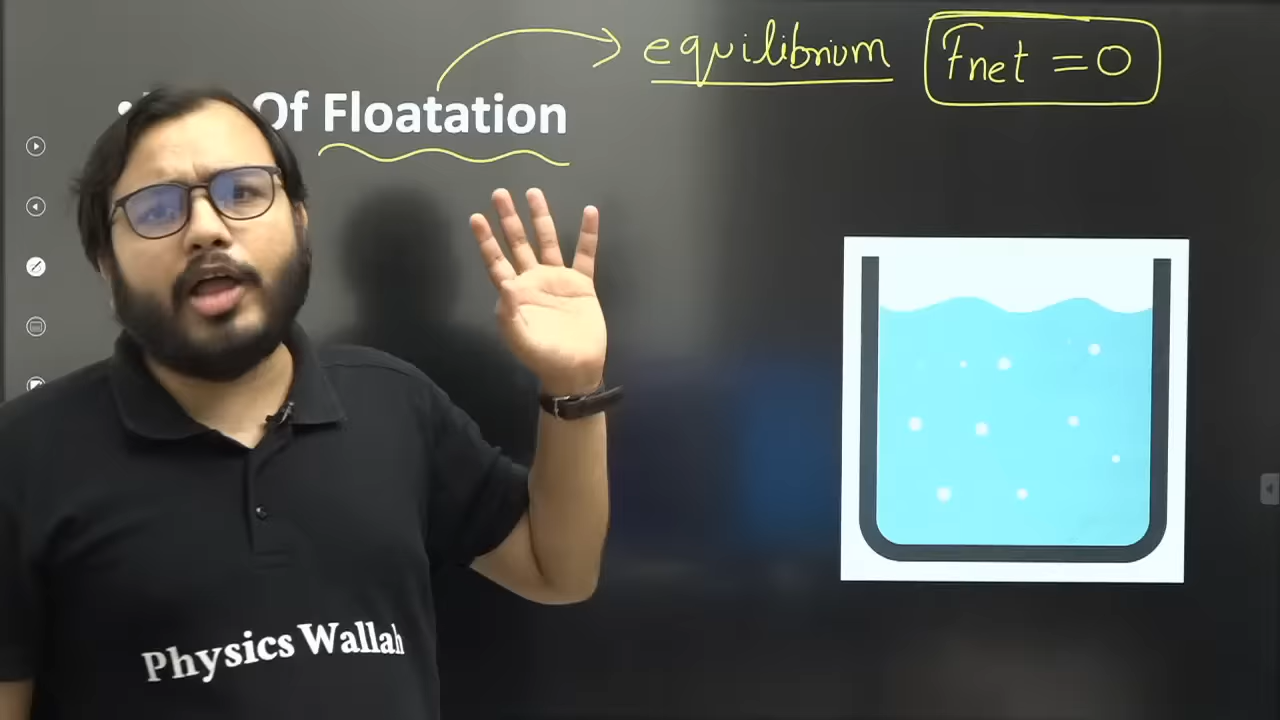 equilibrium Fnet = 0
• Of Floatation
Physics Wallah